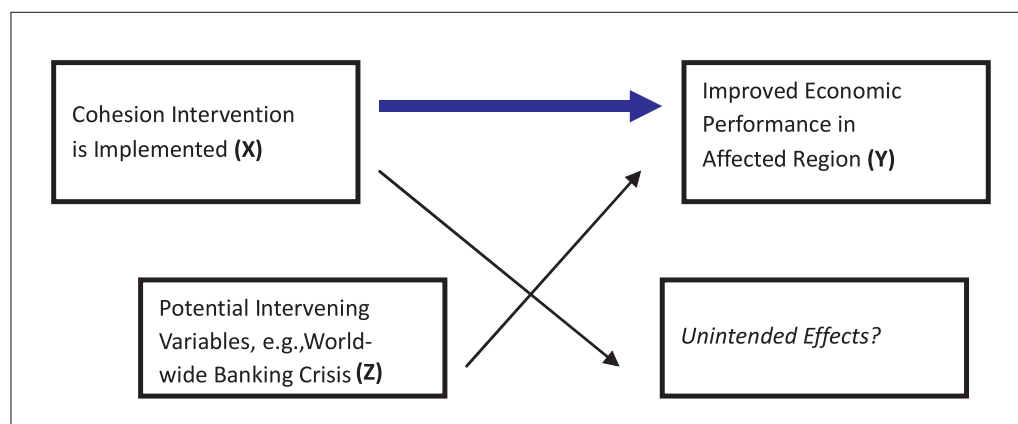 Cohesion Intervention
is Implemented (X)
Improved Economic
Performance in
Affected Region (Y)
Potential Intervening
Variables, e.g.,World-
wide Banking Crisis (Z)
Unintended Effects?